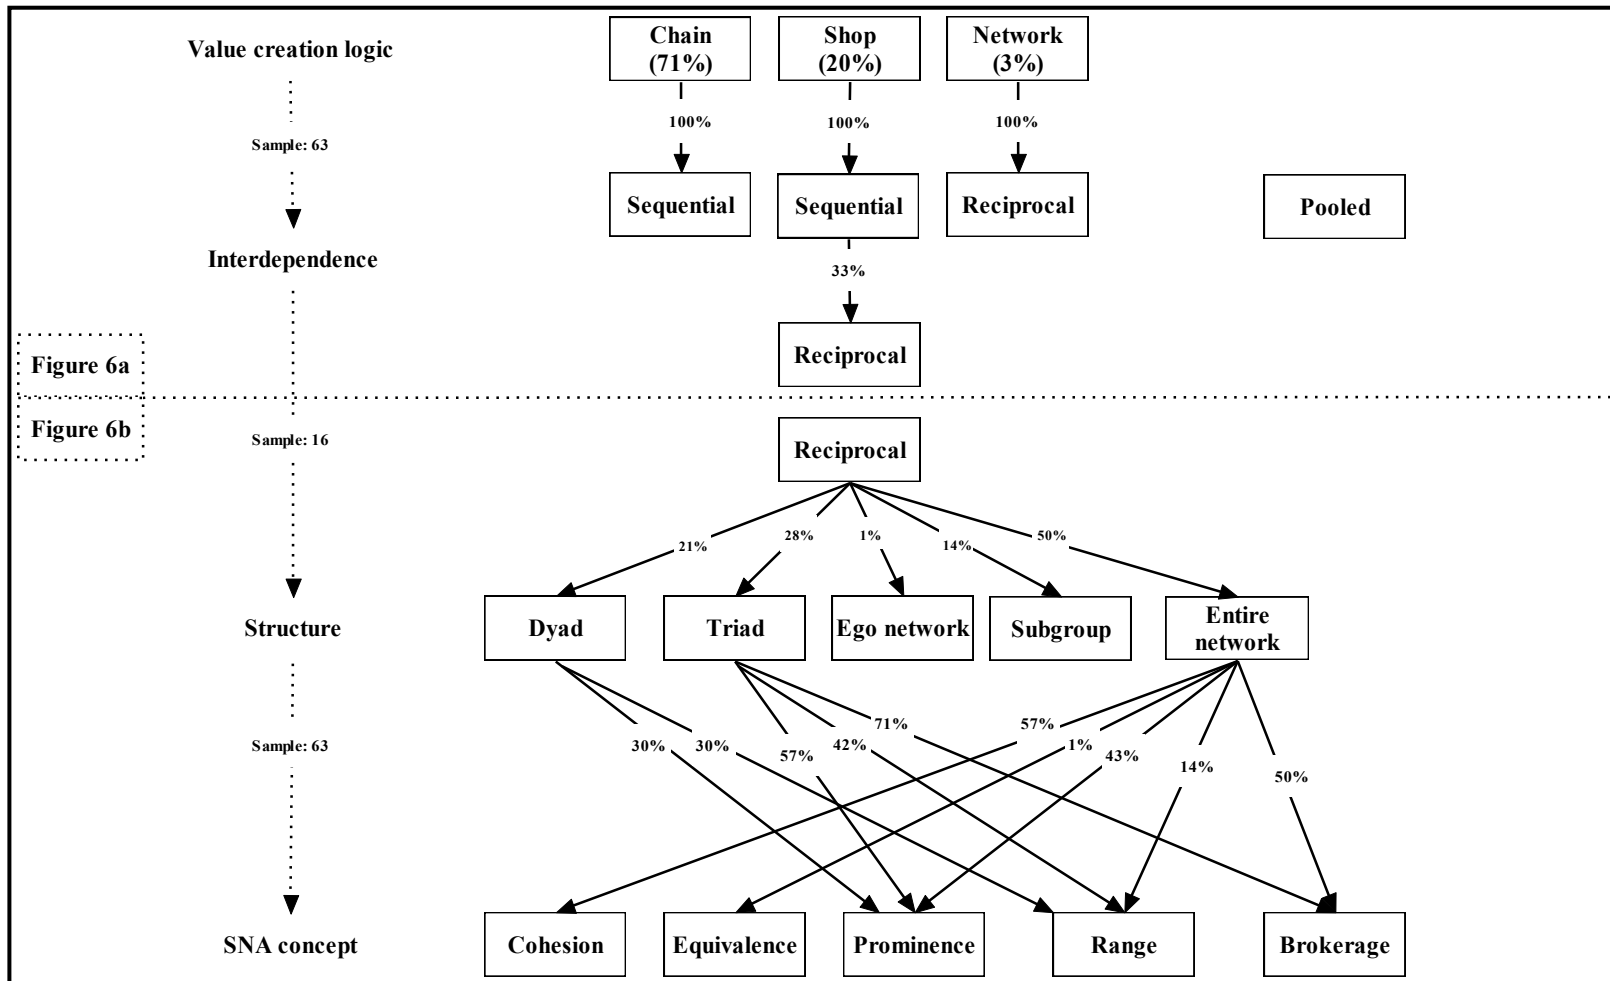 Value creation logic
Chain
(71%)
Shop
(20%)
Network
(3%)
100%
100%
100%
Sample: 63
Sequential
Sequential
Reciprocal
Pooled
Interdependence
33%
Reciprocal
Figure 6a
Figure 6b
Sample: 16
Reciprocal
21%
28%
1%
14%
50%
Structure
Dyad
Triad
Ego network
Subgroup
Entire
network
Sample: 63
30%
30%
57%
42%
71%
57%
1%
43%
14%
50%
SNA concept
Cohesion
Equivalence
Prominence
Range
Brokerage